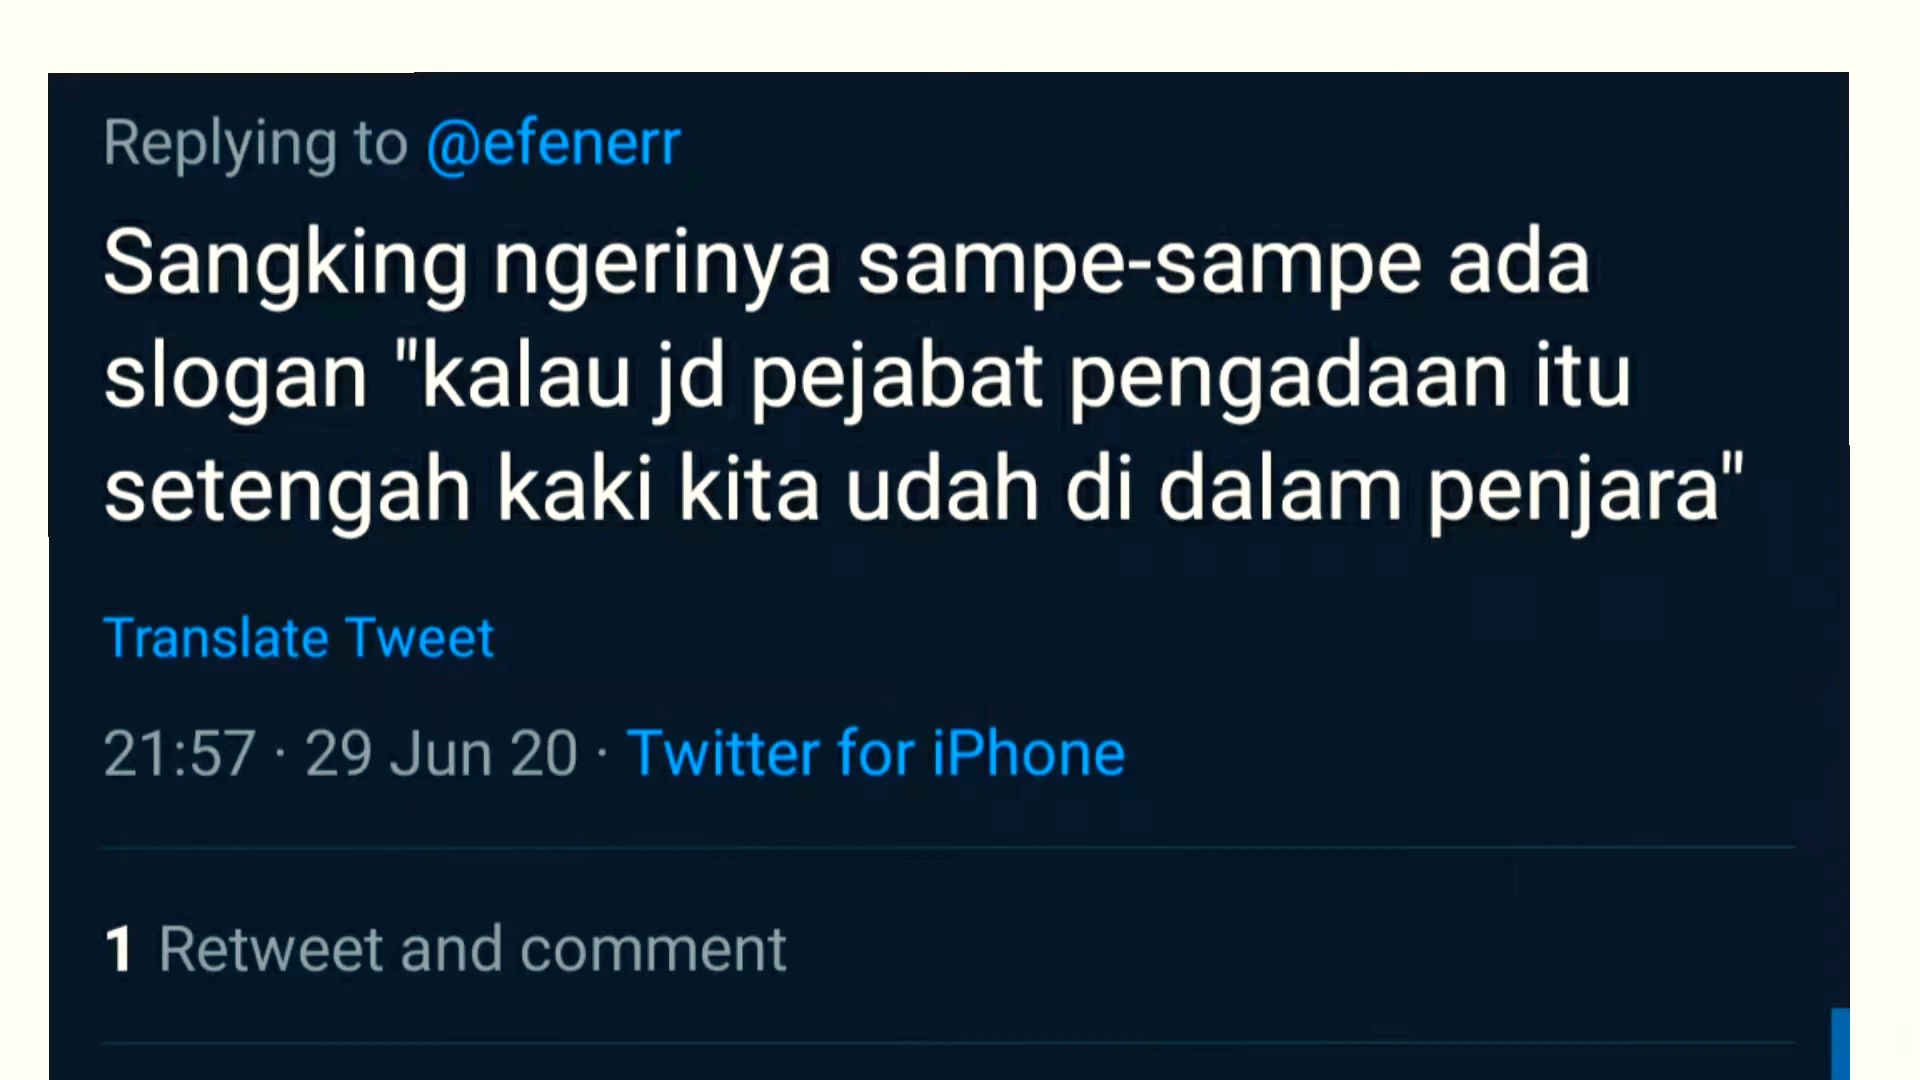 Replying to @efenerr
Sangking ngerinya sampe-sampe ada
slogan "kalau jd pejabat pengadaan itu
setengah kaki kita udah di dalam penjara"
Translate Tweet
21:57 · 29 Jun 20 · Twitter for iPhone
1 Retweet and comment